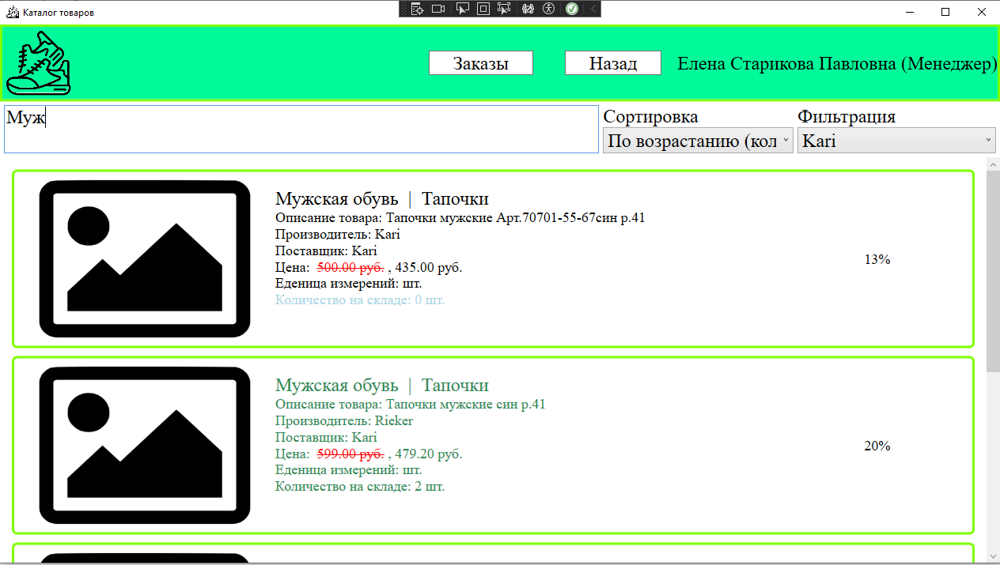 Каталог товаров
Заказы
Назад
Елена Старикова Павловна (Менеджер)
Муж
Сортировка
Фильтрация
По возрастанию (кол
Kari
Мужская обувь | Тапочки
Описание товара: Тапочки мужские Арт.70701-55-67син р.41
Производитель: Kari
Поставщик: Kari
Цена: 500.00 руб. , 435.00 руб.
Еденица измерений: шт.
Количество на складе: 0 шт.
13%
Мужская обувь | Тапочки
Описание товара: Тапочки мужские син р.41
Производитель: Rieker
Поставщик: Kari
Цена: 599.00 руб. , 479.20 руб.
Еденица измерений: шт.
Количество на складе: 2 шт.
20%